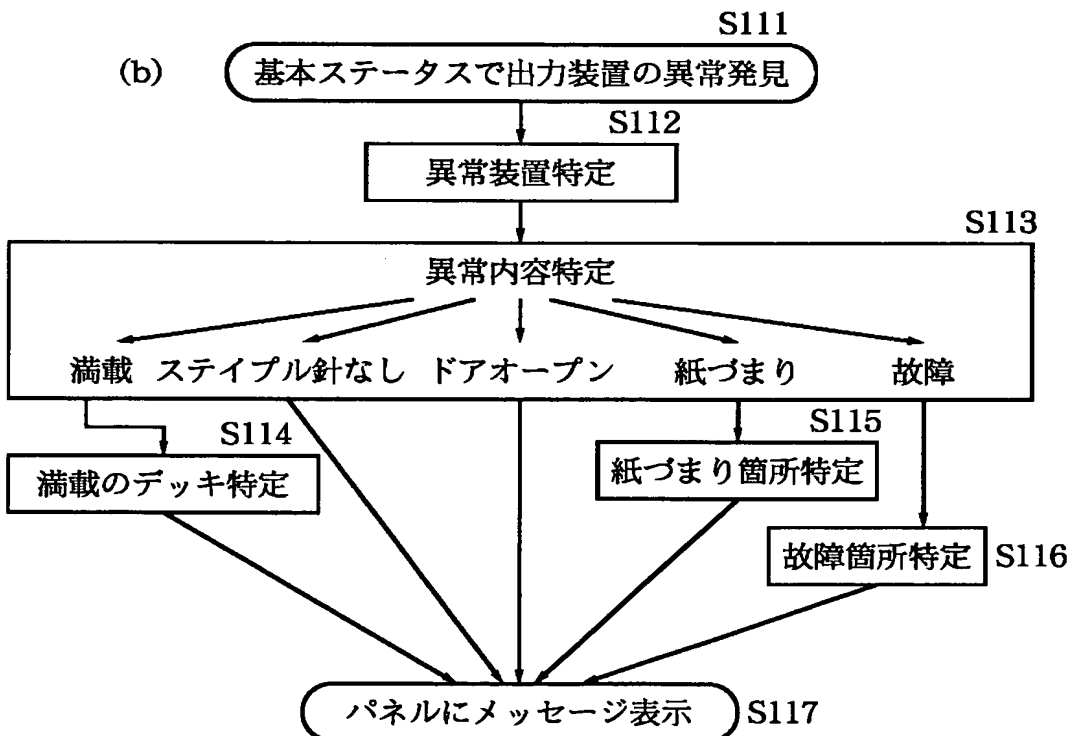 S111
(b) 基本ステータスで出力装置の異常発見
S112
異常装置特定
S113
異常内容特定
満載 ステイプル針なし ドアオープン 紙づまり 故障
S114
満載のデッキ特定
S115
紙づまり箇所特定
故障箇所特定 S116
パネルにメッセージ表示 S117